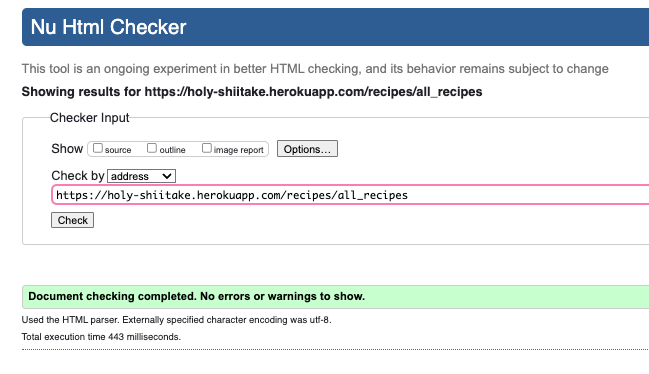 Nu Html Checker
This tool is an ongoing experiment in better HTML checking, and its behavior remains subject to change
Showing results for https://holy-shiitake.herokuapp.com/recipes/all_recipes
Checker Input
Show source outline image report Options...
Check by address
https://holy-shiitake.herokuapp.com/recipes/all_recipes
Check
Document checking completed. No errors or warnings to show.
Used the HTML parser. Externally specified character encoding was utf-8.
Total execution time 443 milliseconds.